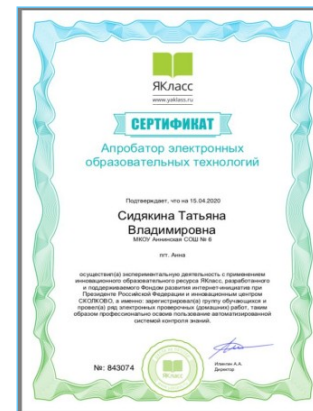 ЯКласс
www.yaklass.ru
СЕРТИФИКАТ
Апробатор электронных
образовательных технологий
Подтверждает, что на 15.04.2020
Сидякина Татьяна
Владимировна
МКОУ Аннинская СОШ № 6
пгт. Анна
осуществил(а) экспериментальную деятельность с применением
инновационного образовательного ресурса ЯКласс, разработанного
и поддерживаемого Фондом развития интернет-инициатив при
Президенте Российской Федерации и инновационным центром
СКОЛКОВО, а именно: зарегистрировал(а) группу обучающихся и
провел(а) ряд электронных проверочных (домашних) работ, таким
образом профессионально освоив пользование автоматизированной
системой контроля знаний.
№: 843074
ЯКласс
Директор